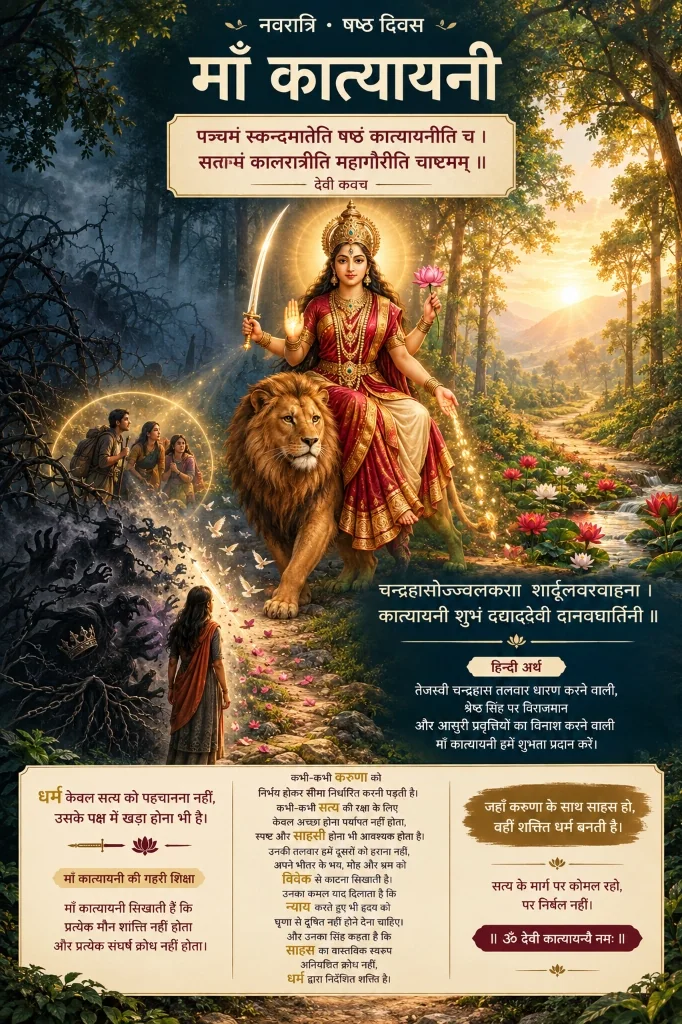 नवरात्रि • षष्ठ दिवस
माँ कात्यायनी
पञ्चमं स्कन्दमातेति षष्ठं कात्यायनीति च ।
सताꣳमं कालरात्रीति महागौरीति चाष्टमम् ॥
देवी कवच
चन्द्रहासोज्ज्वलकरा शार्दूलवरवाहना ।
कात्यायनी शुभं दद्याददेवी दानवघार्तिनी ॥
हिन्दी अर्थ
तेजस्वी चन्द्रहास तलवार धारण करने वाली,
श्रेष्ठ सिंह पर विराजमान
और आसुरी प्रवृत्तियों का विनाश करने वाली
माँ कात्यायनी हमें शुभता प्रदान करें।
धर्म केवल सत्य को पहचानना नहीं,
उसके पक्ष में खड़ा होना भी है।
माँ कात्यायनी की गहरी शिक्षा
माँ कात्यायनी सिखाती हैं कि
प्रत्येक मौन शान्ति नहीं होता
और प्रत्येक संघर्ष क्रोध नहीं होता।
कभी-कभी करुणा को
निर्भय होकर सीमा निर्धारित करनी पड़ती है।
कभी-कभी सत्य की रक्षा के लिए
केवल अच्छा होना पर्यापत नहीं होता,
स्पष्ट और साहसी होना भी आवश्यक होता है।
उनकी तलवार हमें दूसरों को हराना नहीं,
अपने भीतर के भय, मोह और भ्रम को
विवेक से काटना सिखाती है।
उनका कमल याद दिलाता है कि
न्याय करते हुए भी हृदय को
घृणा से दुषित नहीं होने देना चाहिए।
और उनका सिंह कहता है कि
साहस का वास्तविक स्वरुप
अनियघित क्रोध नहीं,
धर्म द्वारा निर्देशित शक्ति है।
जहाँ करुणा के साथ साहस हो,
वहीं शक्तित धर्म बनती है।
सत्य के मार्ग पर कोमल रहो,
पर निर्बल नहीं।
॥ ॐ देवी कात्यायन्यै नमः ॥